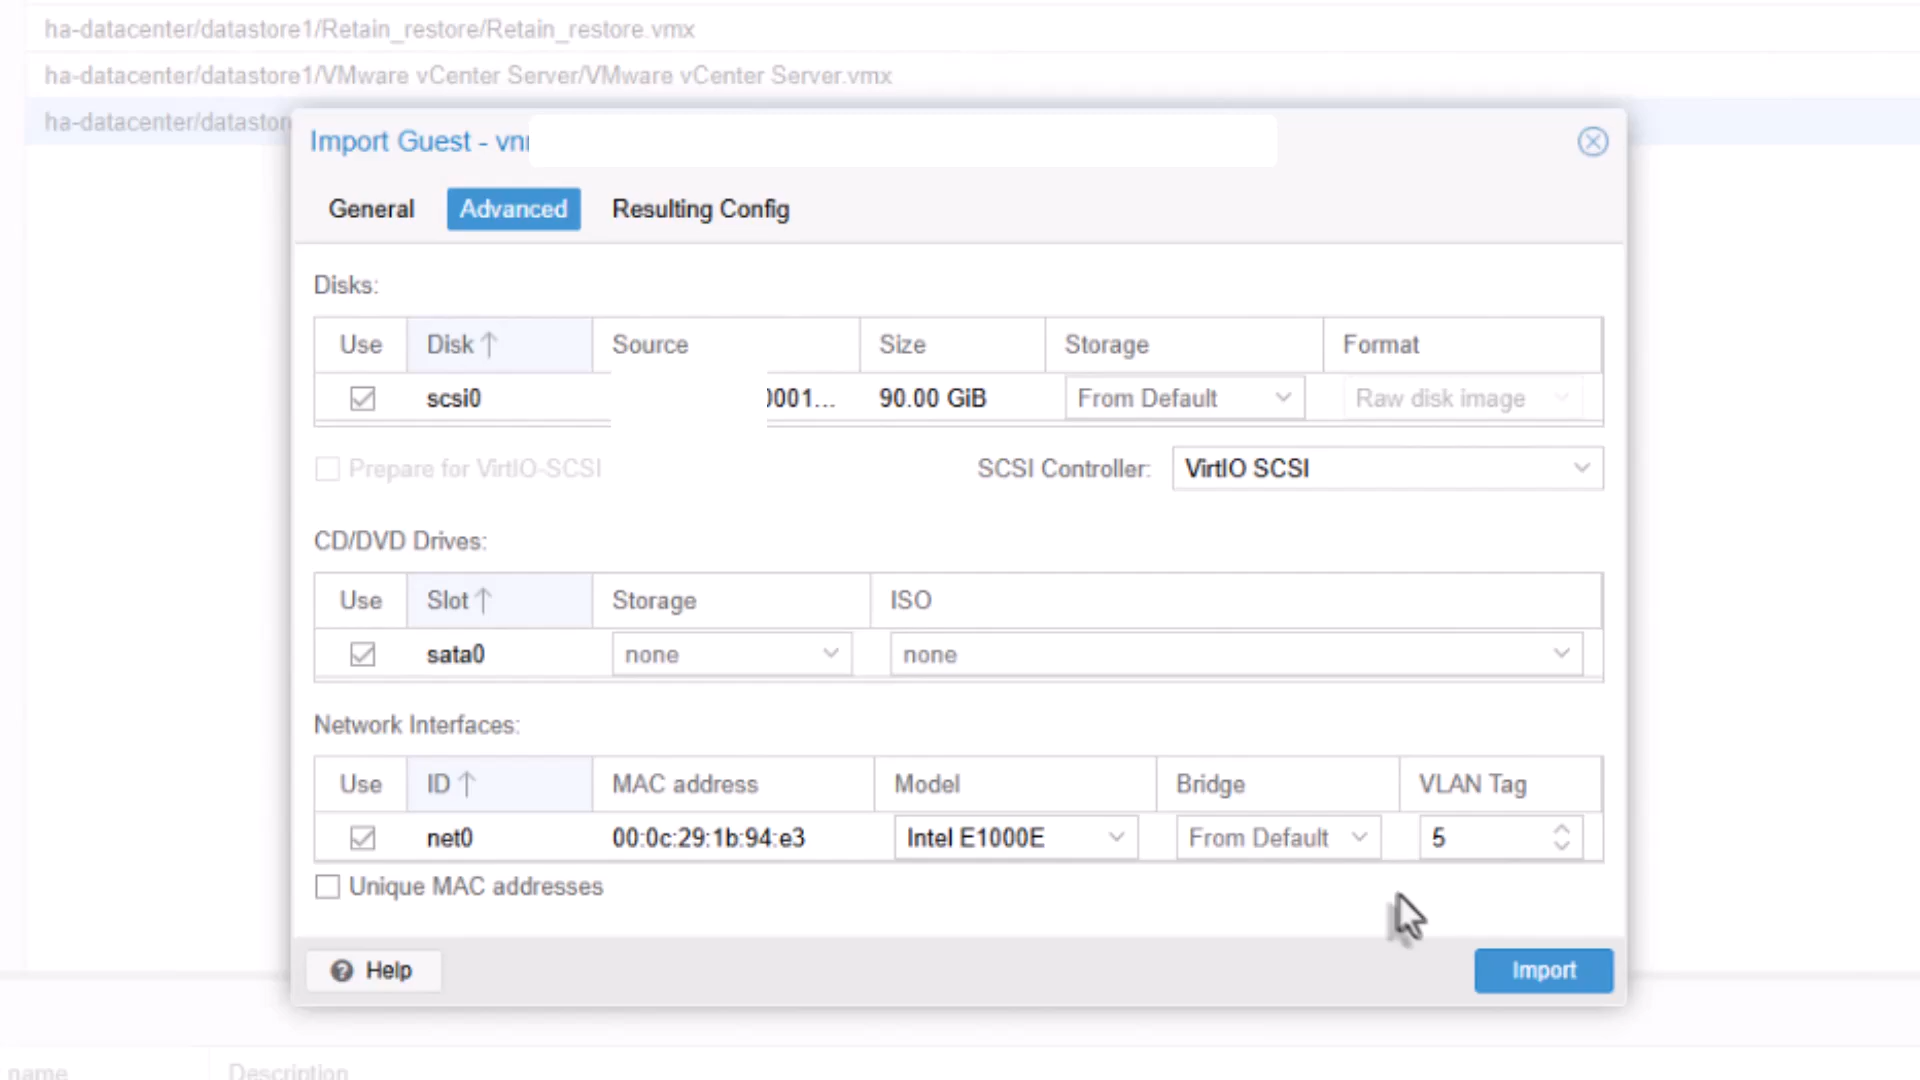 ha-datacenter/datastore1/Retain_restore/Retain_restore.vmx
ha-datacenter/datastore1/VMware vCenter Server/VMware vCenter Server.vmx
ha-datacenter/datastore
Import Guest - vn
General Advanced Resulting Config
Disks:
Use Disk Source Size Storage Format
scsi0 0001... 90.00 GiB From Default Raw disk image
Prepare for VirtIO-SCSI SCSI Controller: VirtIO SCSI
CD/DVD Drives:
Use Slot Storage ISO
sata0 none none
Network Interfaces:
Use ID MAC address Model Bridge VLAN Tag
net0 00:0c:29:1b:94:e3 Intel E1000E From Default 5
Unique MAC addresses
Help Import
name Description